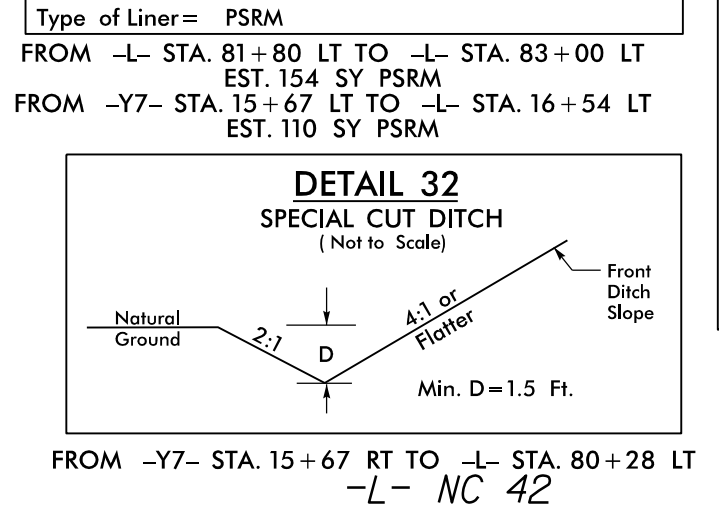 Type of Liner= PSRM
FROM -L- STA. 81+80 LT TO -L- STA. 83+00 LT
EST. 154 SY PSRM
FROM -Y7- STA. 15+67 LT TO -L- STA. 16+54 LT
EST. 110 SY PSRM
DETAIL 32
SPECIAL CUT DITCH
( Not to Scale)
Natural
Ground
2:1
D
4:1 or
Flatter
Front
Ditch
Slope
Min. D=1.5 Ft.
FROM -Y7- STA. 15+67 RT TO -L- STA. 80+28 LT
-L- NC 42